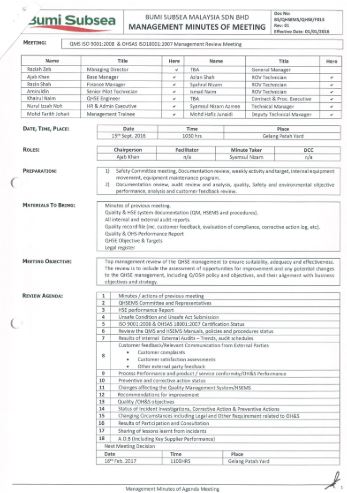 Bumi Subsea
BUMI SUBSEA MALAYSIA SDN BHD
MANAGEMENT MINUTES OF MEETING
Doc No:
Rev: 01
Effective Date: 01/01/2016
MEETING:
QMS ISO 9001:2008 & OHSAS ISO18001:2007 Management Review Meeting
Name Title Here Name Title Here
Razish Zeb Managing Director ✔ TBA General Manager
Ajab Khan Base Manager ✔ Azlan Shah ROV Technician ✔
Razin Shah Finance Manager ✔ Syahrul Nizam ROV Technician ✔
Amiruldin Senior Pilot Technician ✔ Ismail Naim ROV Technician ✔
Khairul Naim QHSE Engineer ✔ TBA Contract & Proc. Executive ✔
Nurul Izzah Noh HR & Admin Executive ✔ Syamsul Nizam Azmee Technical Manager ✔
Mohd Tarith Johari Management Trainee ✔ Mohd Hafiz Junaidi Deputy Technical Manager ✔
DATE, TIME, PLACE:
Date Time Place
15th Sept. 2016 1030 hrs Gelang Patah Yard
ROLES:
Chairperson Facilitator Minute Taker DCC
Ajab Khan n/a Syamsul Nizam n/a
PREPARATION:
1) Safety Committee meeting, Documentation review, weekly activity and target, internal equipment
movement, equipment maintenance program.
2) Documentation review, audit review and analysis, quality, Safety and environmental objective
performance, analysis and customer feedback review.
MATERIALS TO BRING:
Minutes of previous meeting.
Quality & HSE system documentation (QM, HSEMS and procedures).
All internal and external audit reports.
Quality record file (inc. customer feedback, evaluation of compliance, corrective action log, etc).
Quality & OHS Performance Report
QHSE Objective & Targets
Legal register
MEETING OBJECTIVE:
Top management review of the QHSE management to ensure suitability, adequacy and effectiveness.
The review is to include the assessment of opportunities for improvement and any potential changes
to the QHSE management, including Q/OSH policy and objectives, and their alignment with business
objectives and strategy.
REVIEW AGENDA:
1 Minutes / actions of previous meeting
2 QHSEMS Committee and Representatives
3 HSE performance Report
4 Unsafe Condition and Unsafe Act Submission
5 ISO 9001:2008 & OHSAS 18001:2007 Certification Status
6 Review the QMS and HSEMS Manuals, policies and procedures status
7 Results of Internal External Audits – Trends, audit schedules
8 Customer feedback/Relevant Communication from External Parties
• Customer complaints
• Customer satisfaction assessments
• Other external party feedback
9 Process Performance and product / service conformity/OH&S Performance
10 Preventive and corrective action status
11 Changes affecting the Quality Management System/HSEMS
12 Recommendations for improvement
13 Quality /OH&S objectives
14 Status of Incident Investigations, Corrective Action & Preventive Actions
15 Changing Circumstances including Legal and Other Requirement related to OH&S
16 Results of Participation and Consultation
17 Sharing of lessons learnt from incidents
18 A.O.B (Including Key Supplier Performance)
Next Meeting Decision
Date Time Place
16th Feb. 2017 1100HRS Gelang Patah Yard
Management Minutes of Agenda Meeting
1